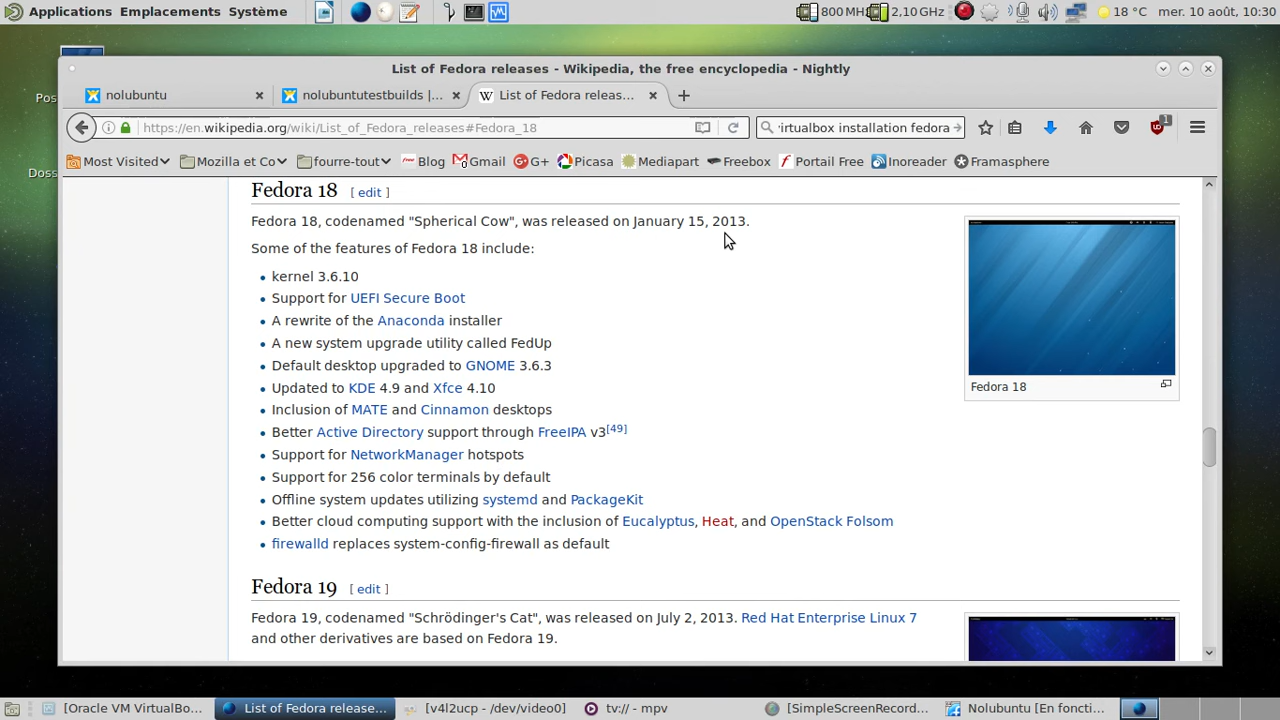 Applications Emplacements Système 800 MH 2,10 GHz 18 °C mer. 10 août, 10:30
List of Fedora releases - Wikipedia, the free encyclopedia - Nightly
nolubuntu nolubuntutestbuilds |... List of Fedora releas...
https://en.wikipedia.org/wiki/List_of_Fedora_releases#Fedora_18 irtualbox installation fedora 1
Most Visited Mozilla et Co fourre-tout Blog Gmail G+ Picasa Mediapart Freebox Portail Free Inoreader Framasphere
Pos
Doss
Fedora 18 [ edit ]
Fedora 18, codenamed "Spherical Cow", was released on January 15, 2013.
Some of the features of Fedora 18 include:
kernel 3.6.10
Support for UEFI Secure Boot
A rewrite of the Anaconda installer
A new system upgrade utility called FedUp
Default desktop upgraded to GNOME 3.6.3
Updated to KDE 4.9 and Xfce 4.10
Inclusion of MATE and Cinnamon desktops
Better Active Directory support through FreeIPA v3[49]
Support for NetworkManager hotspots
Support for 256 color terminals by default
Offline system updates utilizing systemd and PackageKit
Better cloud computing support with the inclusion of Eucalyptus, Heat, and OpenStack Folsom
firewalld replaces system-config-firewall as default
Fedora 18
Fedora 19 [ edit ]
Fedora 19, codenamed "Schrödinger's Cat", was released on July 2, 2013. Red Hat Enterprise Linux 7
and other derivatives are based on Fedora 19.
[Oracle VM VirtualBo... List of Fedora release... [v4l2ucp - /dev/video0] tv:// - mpv [SimpleScreenRecord... Nolubuntu [En foncti...